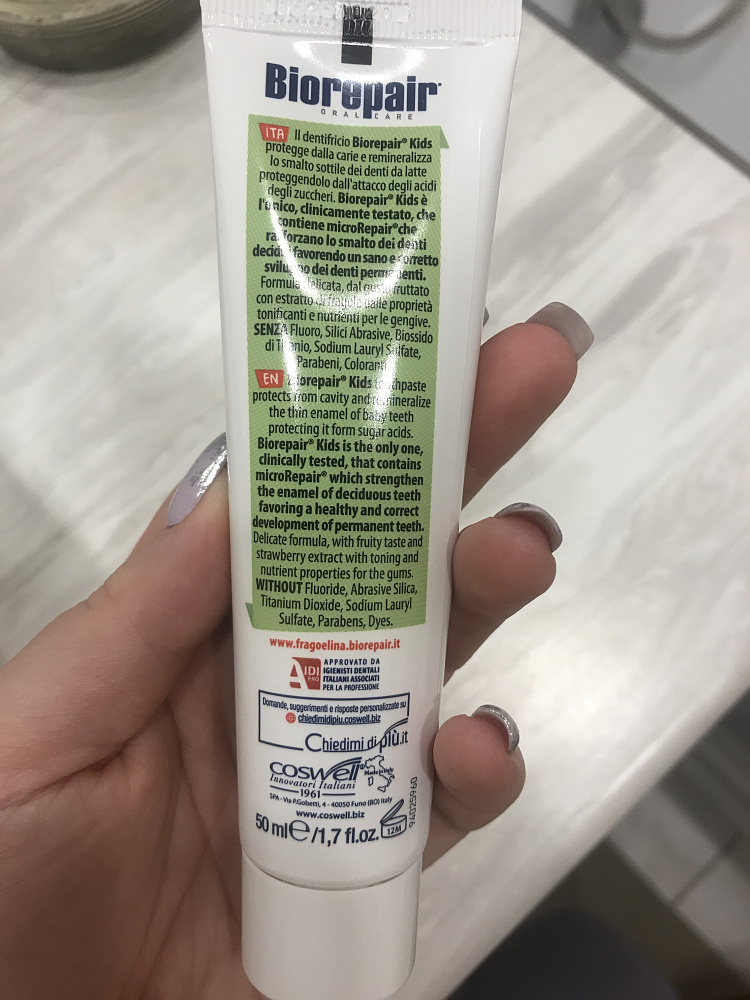 Biorepair®
ORAL CARE
ITA Il dentifricio Biorepair® Kids
protegge dalla carie e remineralizza
lo smalto sottile dei denti da latte
proteggendolo dall'attacco degli acidi
degli zuccheri. Biorepair® Kids è
l'unico, clinicamente testato, che
contiene microRepair® che
rafforzano lo smalto dei denti
decidui favorendo un sano e corretto
sviluppo dei denti permanenti.
Formula delicata, dal gusto fruttato
con estratto di fragola dalle proprietà
tonificanti e nutrienti per le gengive.
SENZA Fluoro, Silici Abrasive, Biossido
di Titanio, Sodium Lauryl Sulfate,
Parabeni, Coloranti.
EN Biorepair® Kids toothpaste
protects from cavity and remineralize
the thin enamel of baby teeth
protecting it form sugar acids.
Biorepair® Kids is the only one,
clinically tested, that contains
microRepair® which strengthen
the enamel of deciduous teeth
favoring a healthy and correct
development of permanent teeth.
Delicate formula, with fruity taste and
strawberry extract with toning and
nutrient properties for the gums.
WITHOUT Fluoride, Abrasive Silica,
Titanium Dioxide, Sodium Lauryl
Sulfate, Parabens, Dyes.
www.fragoelina.biorepair.it
AIDI PRO
APPROVATO DA
IGIENISTI DENTALI
ITALIANI ASSOCIATI
PER LA PROFESSIONE
Domande, suggerimenti e risposte personalizzate su
chiedimidipiu.coswell.biz
Chiedimi di più.it
coswell®
Innovatori Italiani
1961
Made in Italy
SPA - Via P.Gobetti, 4 - 40050 Funo (BO) Italy
www.coswell.biz
50 ml e/1,7 fl.oz.
12M
94025960